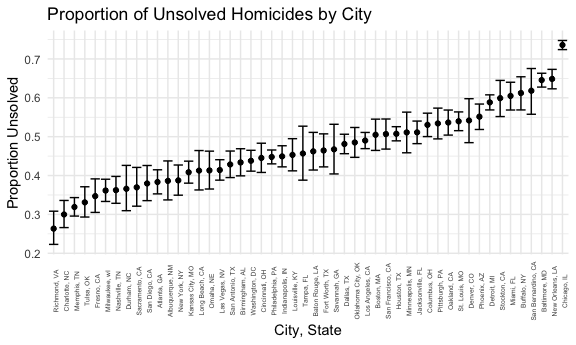 Proportion of Unsolved Homicides by City
Proportion Unsolved
0.7
0.6
0.5
0.4
0.3
0.2
Richmond, VA
Charlotte, NC
Memphis, TN
Tulsa, OK
Fresno, CA
Milwaukee, wI
Nashville, TN
Durham, NC
Sacramento, CA
San Diego, CA
Atlanta, GA
Albuquerque, NM
New York, NY
Kansas City, MO
Long Beach, CA
Omaha, NE
Las Vegas, NV
San Antonio, TX
Birmingham, AL
Washington, DC
Cincinnati, OH
Philadelphia, PA
Indianapolis, IN
Louisville, KY
Tampa, FL
Baton Rouge, LA
Fort Worth, TX
Savannah, GA
Dallas, TX
Oklahoma City, OK
Los Angeles, CA
Boston, MA
San Francisco, CA
Houston, TX
Minneapolis, MN
Jacksonville, FL
Columbus, OH
Pittsburgh, PA
Oakland, CA
St. Louis, MO
Denver, CO
Phoenix, AZ
Detroit, MI
Stockton, CA
Miami, FL
Buffalo, NY
San Bernardino, CA
Baltimore, MD
New Orleans, LA
Chicago, IL
City, State